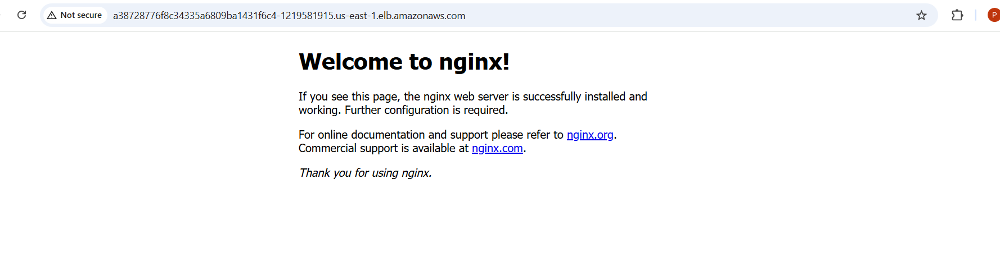 Not secure
a38728776f8c34335a6809ba1431f6c4-1219581915.us-east-1.elb.amazonaws.com
P
Welcome to nginx!
If you see this page, the nginx web server is successfully installed and
working. Further configuration is required.
For online documentation and support please refer to nginx.org.
Commercial support is available at nginx.com.
Thank you for using nginx.